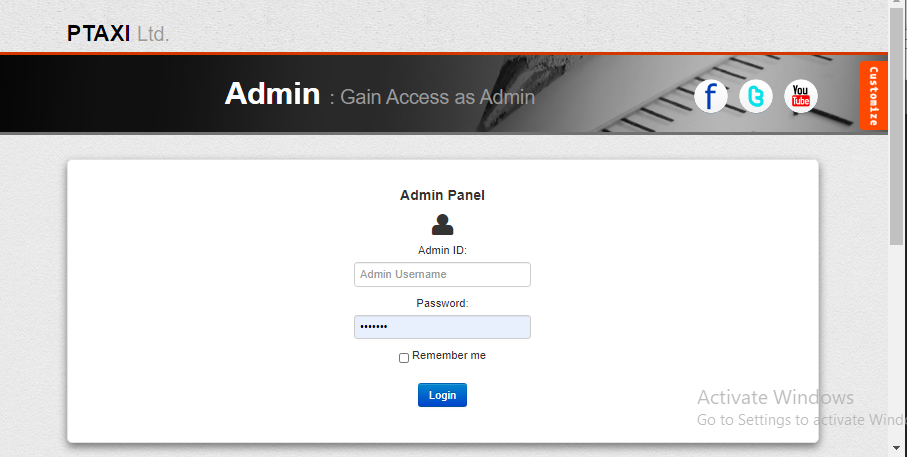 PTAXI Ltd.
Admin : Gain Access as Admin
f
t
You
Tube
Customize
Admin Panel
Admin ID:
Admin Username
Password:
•••••••
Remember me
Login
Activate Windows
Go to Settings to activate Wind